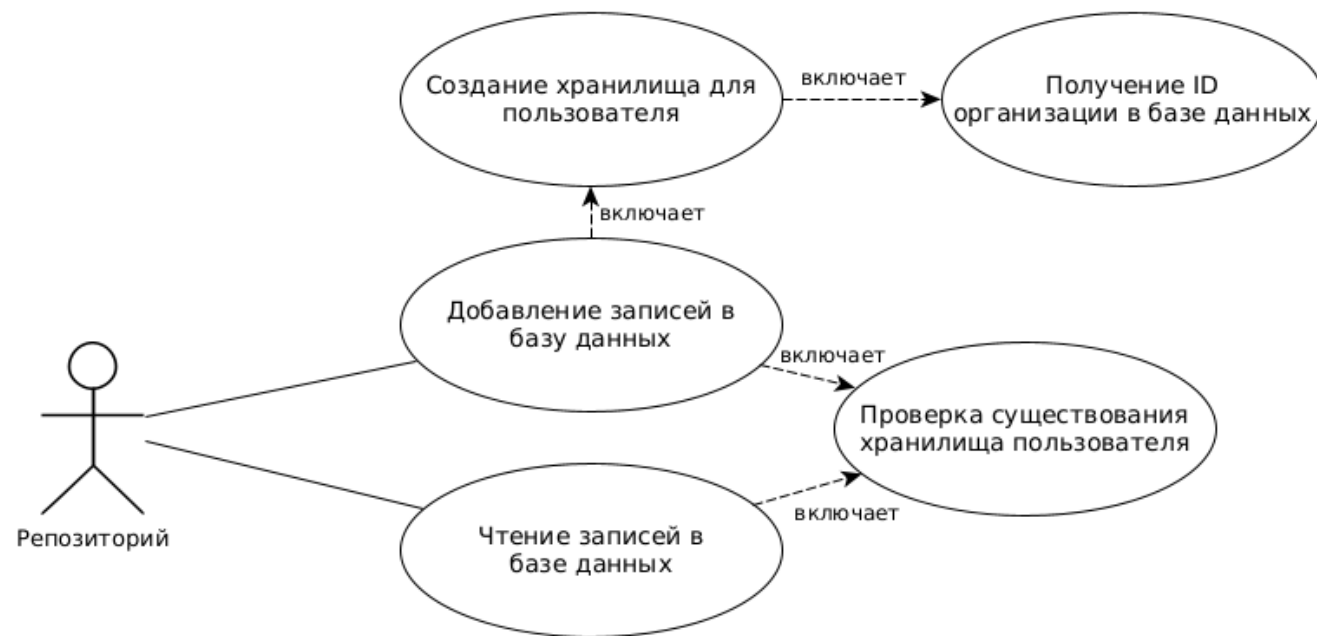 Создание хранилища для
пользователя
включает
Получение ID
организации в базе данных
включает
Добавление записей в
базу данных
включает
Проверка существования
хранилища пользователя
включает
Чтение записей в
базе данных
Репозиторий